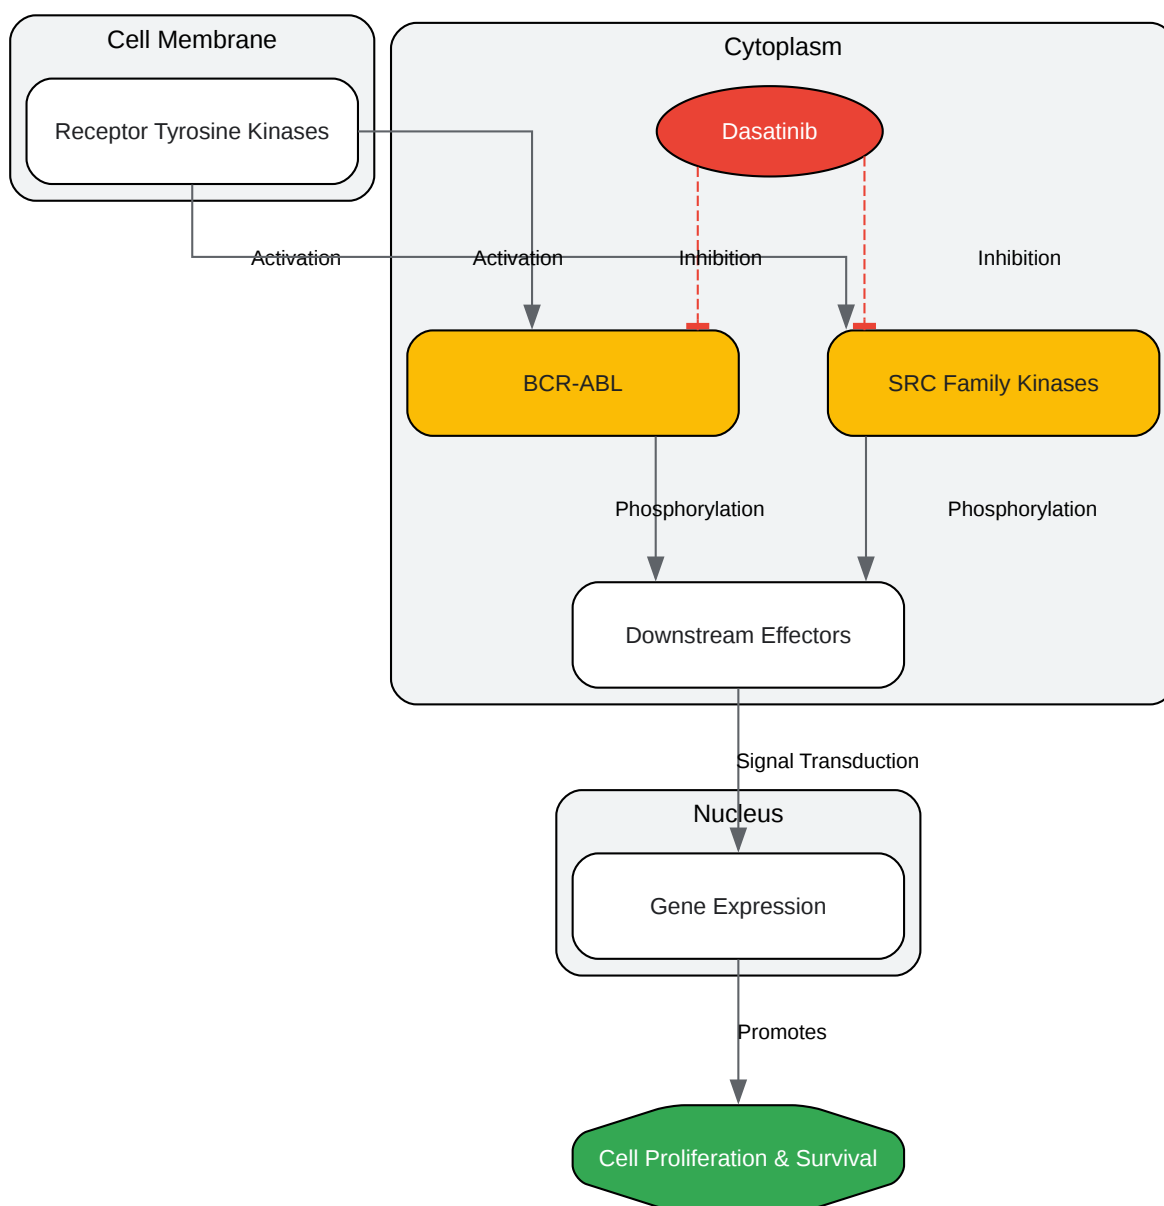 Cell Membrane
Cytoplasm
Receptor Tyrosine Kinases
Dasatinib
Activation
Activation
Inhibition
Inhibition
BCR-ABL
SRC Family Kinases
Phosphorylation
Phosphorylation
Downstream Effectors
Signal Transduction
Nucleus
Gene Expression
Promotes
Cell Proliferation & Survival